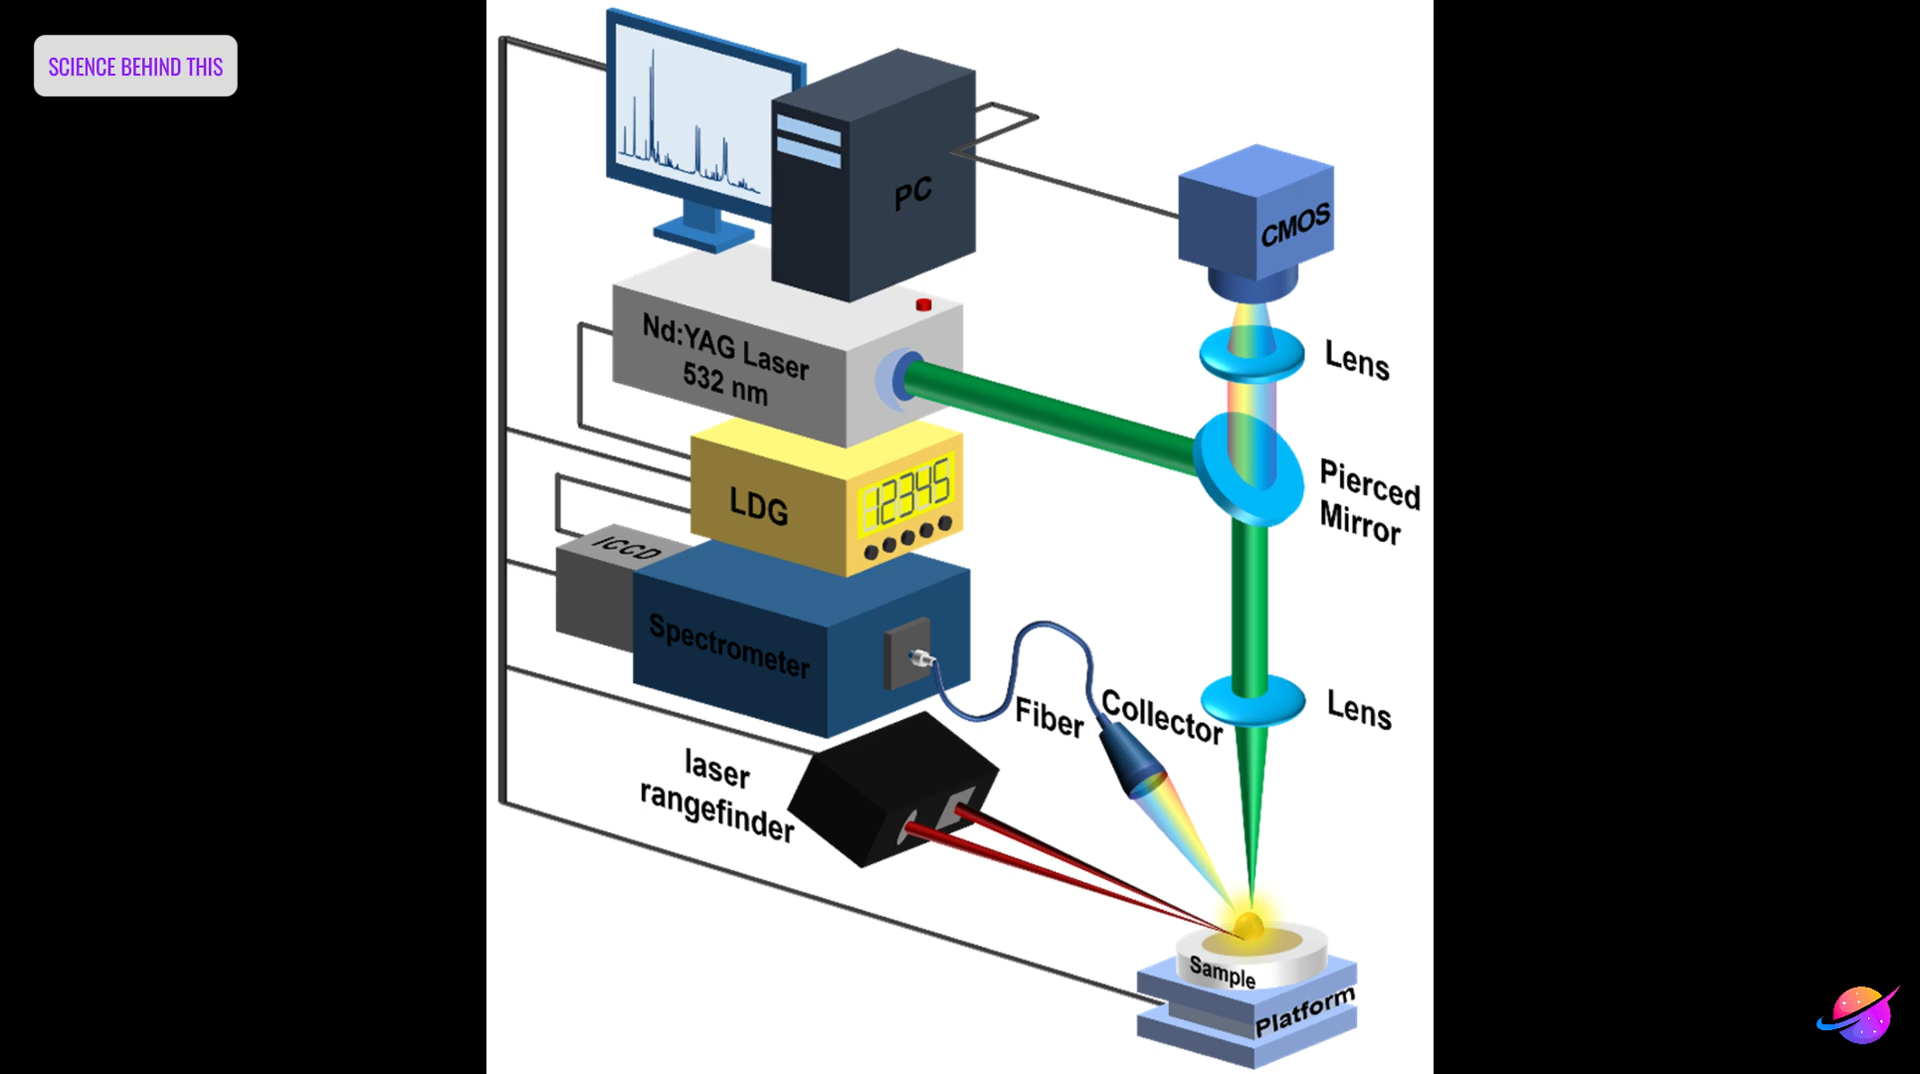 SCIENCE BEHIND THIS
PC
CMOS
Nd:YAG Laser
532 nm
Lens
Pierced
Mirror
LDG
12345
ICCD
Spectrometer
Fiber
Collector
Lens
laser
rangefinder
Sample
Platform